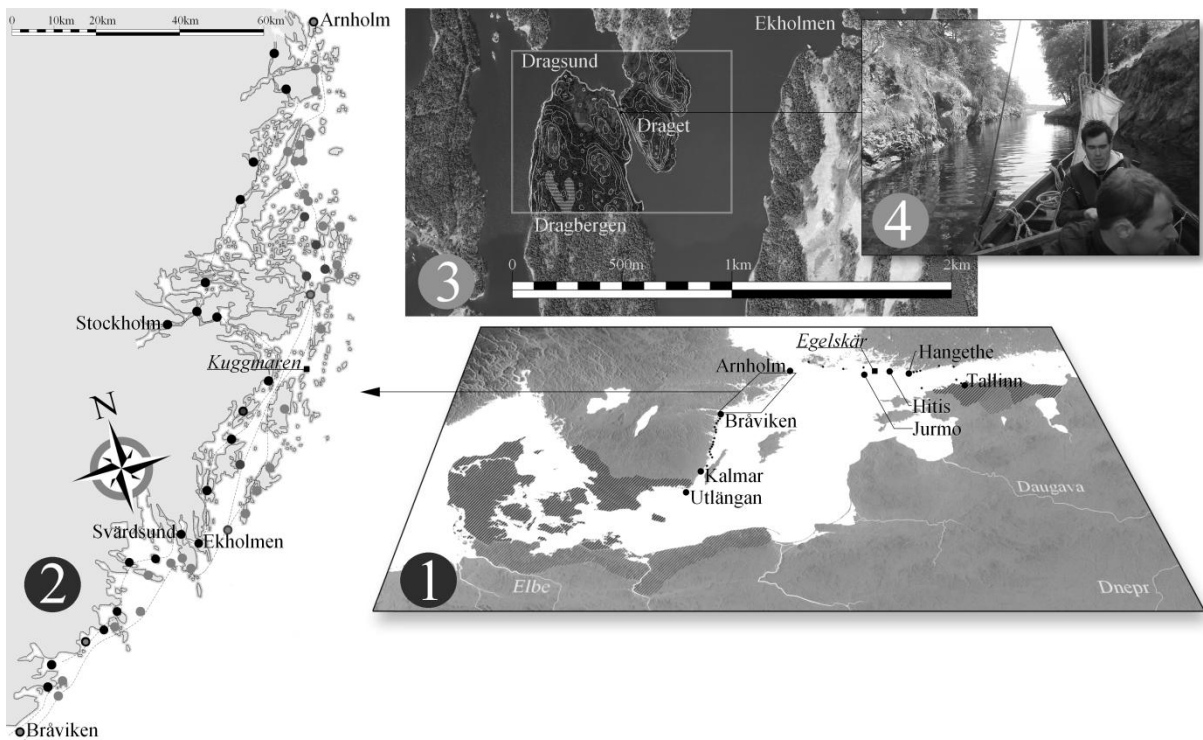 0 10km 20km 40km 60km
Arnholm
Stockholm
Kuggmaren
N
Svärdsund
Ekholmen
2
Bråviken
Ekholmen
Dragsund
Draget
Dragbergen
3
0 500m 1km 2km
4
Egelskär
Arnholm
Hangethe
Tallinn
Bråviken
Hitis
Jurmo
Kalmar
Utlängan
Daugava
1
Elbe
Dnepr